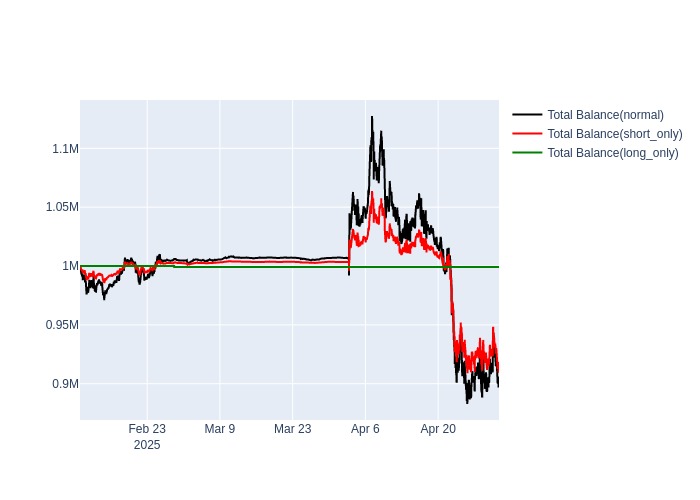 Total Balance(normal)
Total Balance(short_only)
Total Balance(long_only)
1.1M
1.05M
1M
0.95M
0.9M
Feb 23
2025
Mar 9
Mar 23
Apr 6
Apr 20